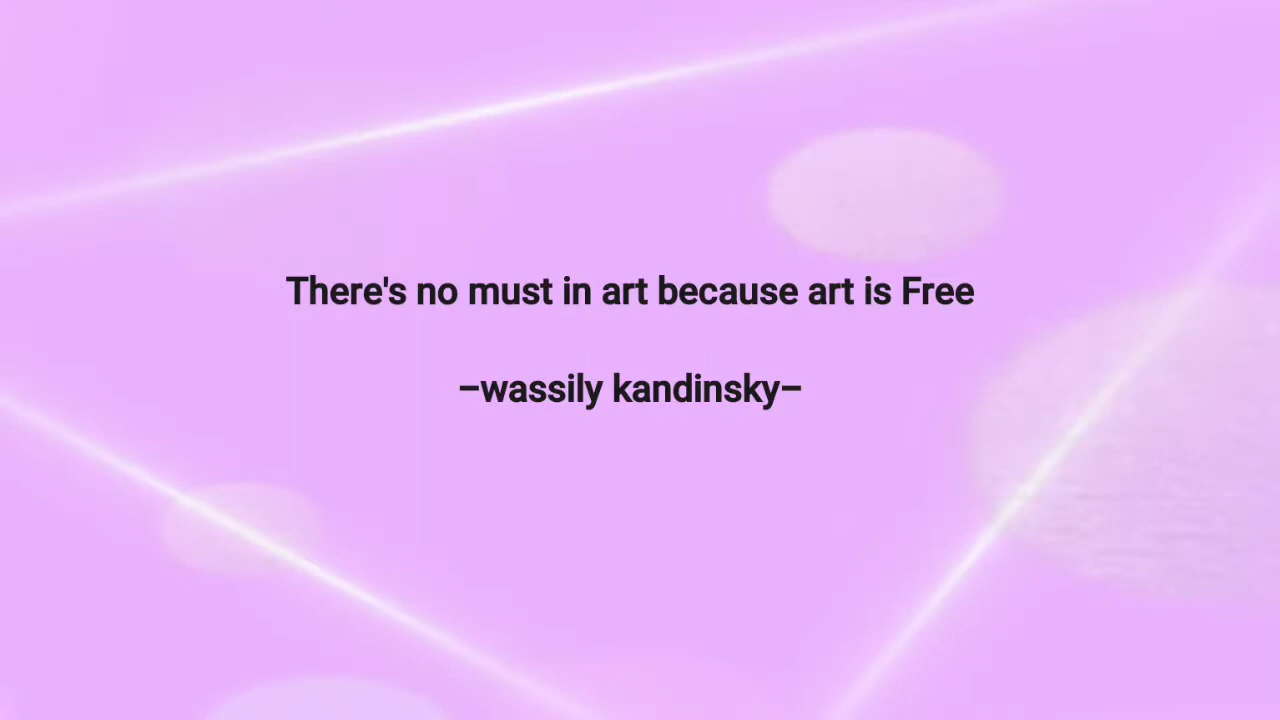 There's no must in art because art is Free
–wassily kandinsky–